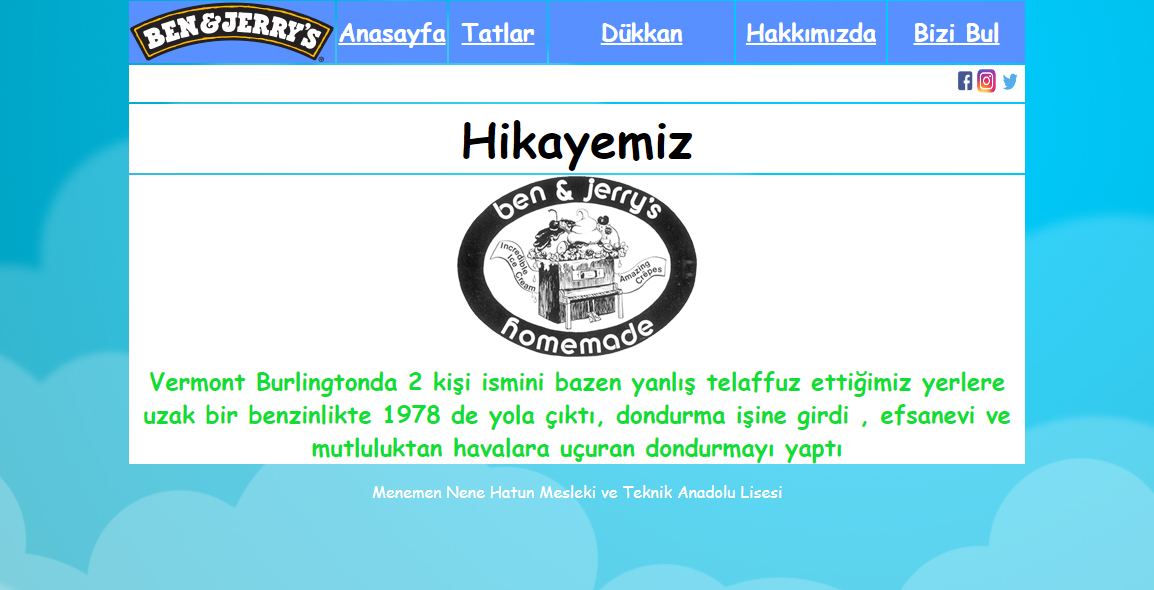 BEN & JERRY'S Anasayfa Tatlar Dükkan Hakkımızda Bizi Bul
Hikayemiz
ben & jerry's
Incredible Ice Cream
Amazing Crêpes
homemade
Vermont Burlingtonda 2 kişi ismini bazen yanlış telaffuz ettiğimiz yerlere
uzak bir benzinlikte 1978 de yola çıktı, dondurma işine girdi , efsanevi ve
mutluluktan havalara uçuran dondurmayı yaptı
Menemen Nene Hatun Mesleki ve Teknik Anadolu Lisesi